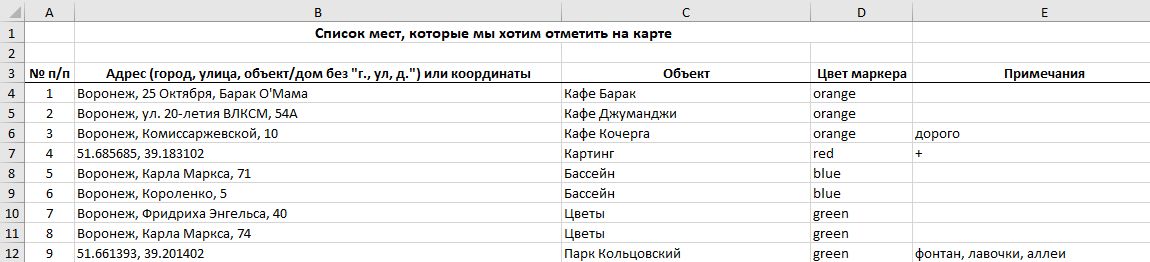 A B C D E
1 Список мест, которые мы хотим отметить на карте
2
3 № п/п Адрес (город, улица, объект/дом без "г., ул, д.") или координаты Объект Цвет маркера Примечания
4 1 Воронеж, 25 Октября, Барак О'Мама Кафе Барак orange
5 2 Воронеж, ул. 20-летия ВЛКСМ, 54А Кафе Джуманджи orange
6 3 Воронеж, Комиссаржевской, 10 Кафе Кочерга orange дорого
7 4 51.685685, 39.183102 Картинг red +
8 5 Воронеж, Карла Маркса, 71 Бассейн blue
9 6 Воронеж, Короленко, 5 Бассейн blue
10 7 Воронеж, Фридриха Энгельса, 40 Цветы green
11 8 Воронеж, Карла Маркса, 74 Цветы green
12 9 51.661393, 39.201402 Парк Кольцовский green фонтан, лавочки, аллеи